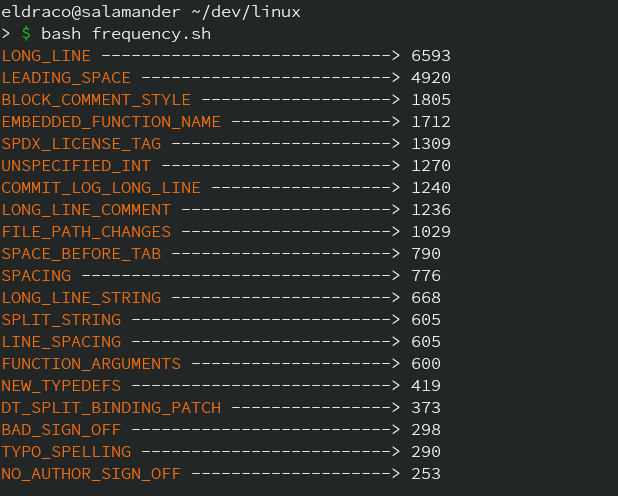 eldraco@salamander ~/dev/linux
> $ bash frequency.sh
LONG_LINE -----------------------------> 6593
LEADING_SPACE -------------------------> 4920
BLOCK_COMMENT_STYLE -------------------> 1805
EMBEDDED_FUNCTION_NAME ----------------> 1712
SPDX_LICENSE_TAG ----------------------> 1309
UNSPECIFIED_INT -----------------------> 1270
COMMIT_LOG_LONG_LINE ------------------> 1240
LONG_LINE_COMMENT ---------------------> 1236
FILE_PATH_CHANGES ---------------------> 1029
SPACE_BEFORE_TAB ----------------------> 790
SPACING -------------------------------> 776
LONG_LINE_STRING ----------------------> 668
SPLIT_STRING --------------------------> 605
LINE_SPACING --------------------------> 605
FUNCTION_ARGUMENTS --------------------> 600
NEW_TYPEDEFS --------------------------> 419
DT_SPLIT_BINDING_PATCH ----------------> 373
BAD_SIGN_OFF --------------------------> 298
TYPO_SPELLING -------------------------> 290
NO_AUTHOR_SIGN_OFF --------------------> 253